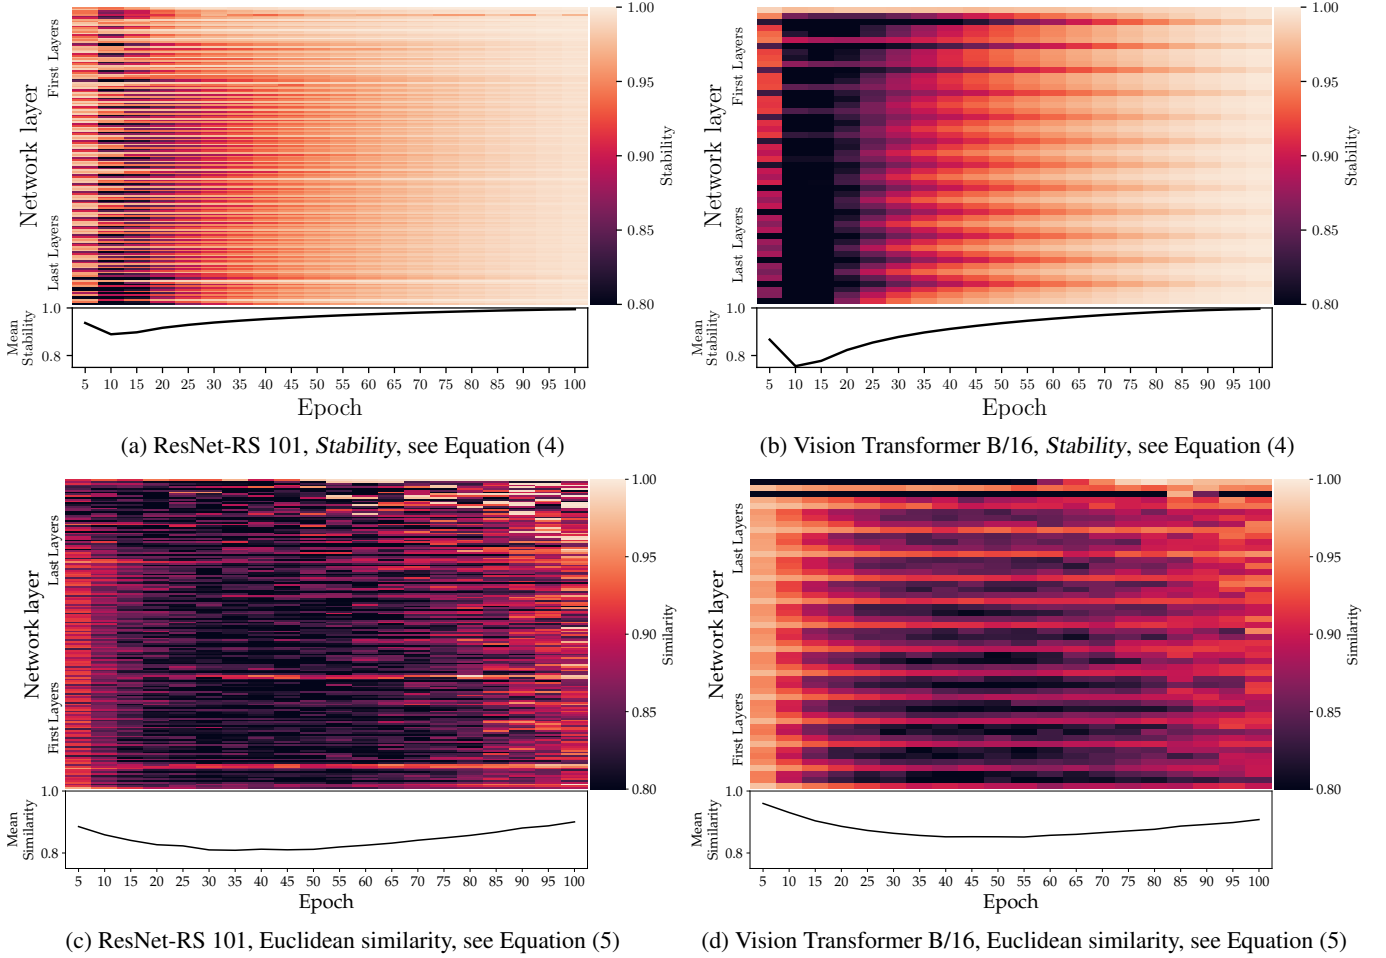 Network layer
First Layers
Last Layers
1.00
0.95
0.90
0.85
0.80
Stability
Mean
Stability
1.0
0.8
5 10 15 20 25 30 35 40 45 50 55 60 65 70 75 80 85 90 95 100
Epoch
(a) ResNet-RS 101, Stability, see Equation (4)
Network layer
First Layers
Last Layers
1.00
0.95
0.90
0.85
0.80
Stability
Mean
Stability
1.0
0.8
5 10 15 20 25 30 35 40 45 50 55 60 65 70 75 80 85 90 95 100
Epoch
(b) Vision Transformer B/16, Stability, see Equation (4)
Network layer
Last Layers
First Layers
1.00
0.95
0.90
0.85
0.80
Similarity
Mean
Similarity
1.0
0.8
5 10 15 20 25 30 35 40 45 50 55 60 65 70 75 80 85 90 95 100
Epoch
(c) ResNet-RS 101, Euclidean similarity, see Equation (5)
Network layer
Last Layers
First Layers
1.00
0.95
0.90
0.85
0.80
Similarity
Mean
Similarity
1.0
0.8
5 10 15 20 25 30 35 40 45 50 55 60 65 70 75 80 85 90 95 100
Epoch
(d) Vision Transformer B/16, Euclidean similarity, see Equation (5)